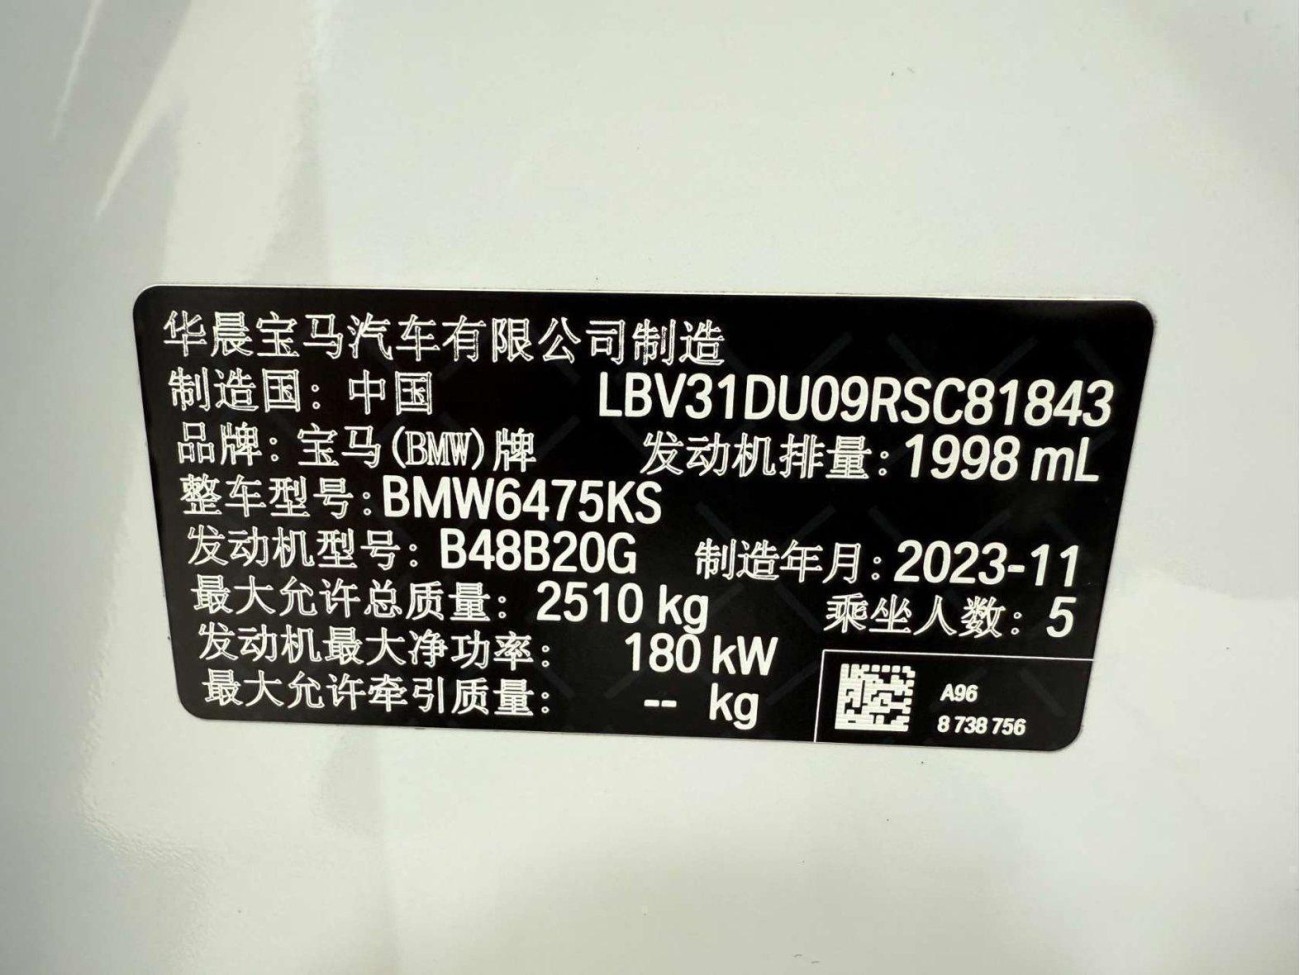 华晨宝马汽车有限公司制造
制造国：中国 LBV31DU09RSC81843
品牌：宝马(BMW)牌 发动机排量：1998 mL
整车型号：BMW6475KS
发动机型号：B48B20G 制造年月：2023-11
最大允许总质量：2510 kg 乘坐人数：5
发动机最大净功率：180 kW
最大允许牵引质量：-- kg
A96
8 738 756